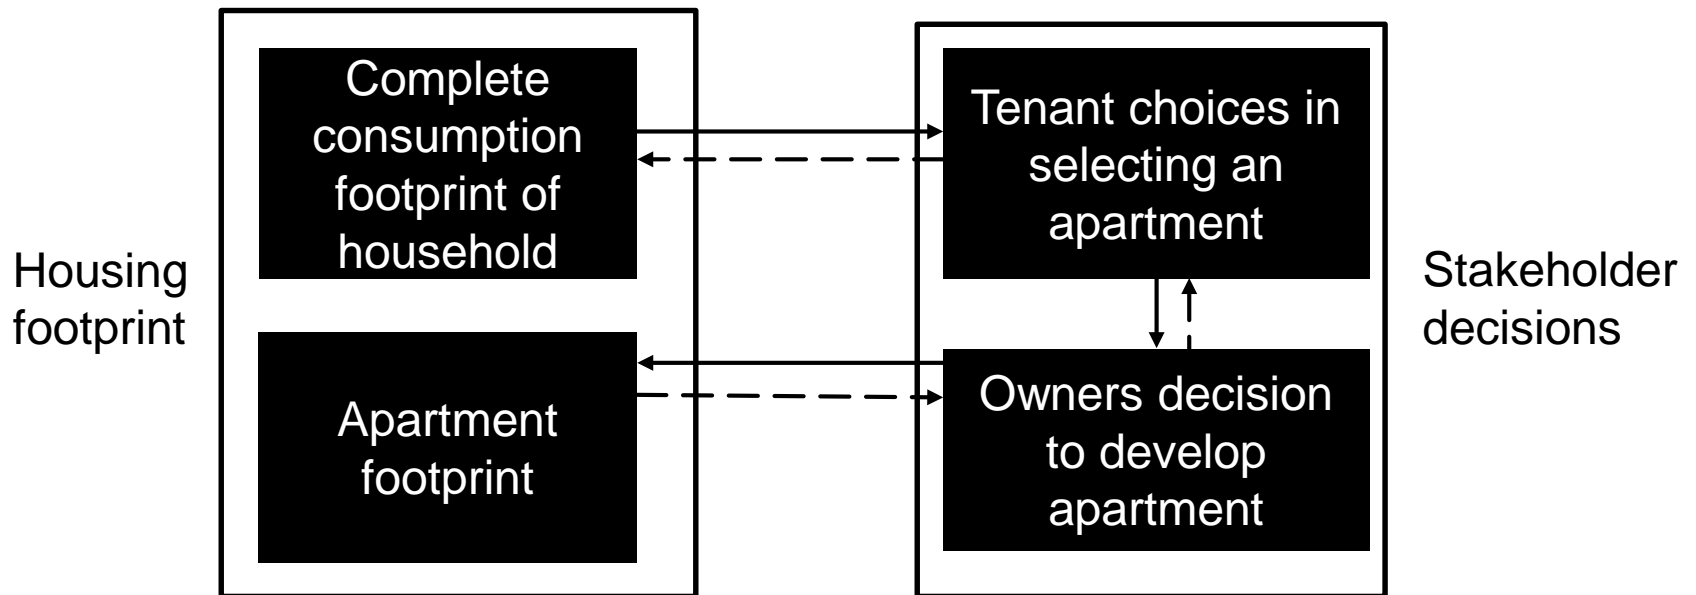 Housing
footprint
Complete
consumption
footprint of
household
Apartment
footprint
Tenant choices in
selecting an
apartment
Owners decision
to develop
apartment
Stakeholder
decisions